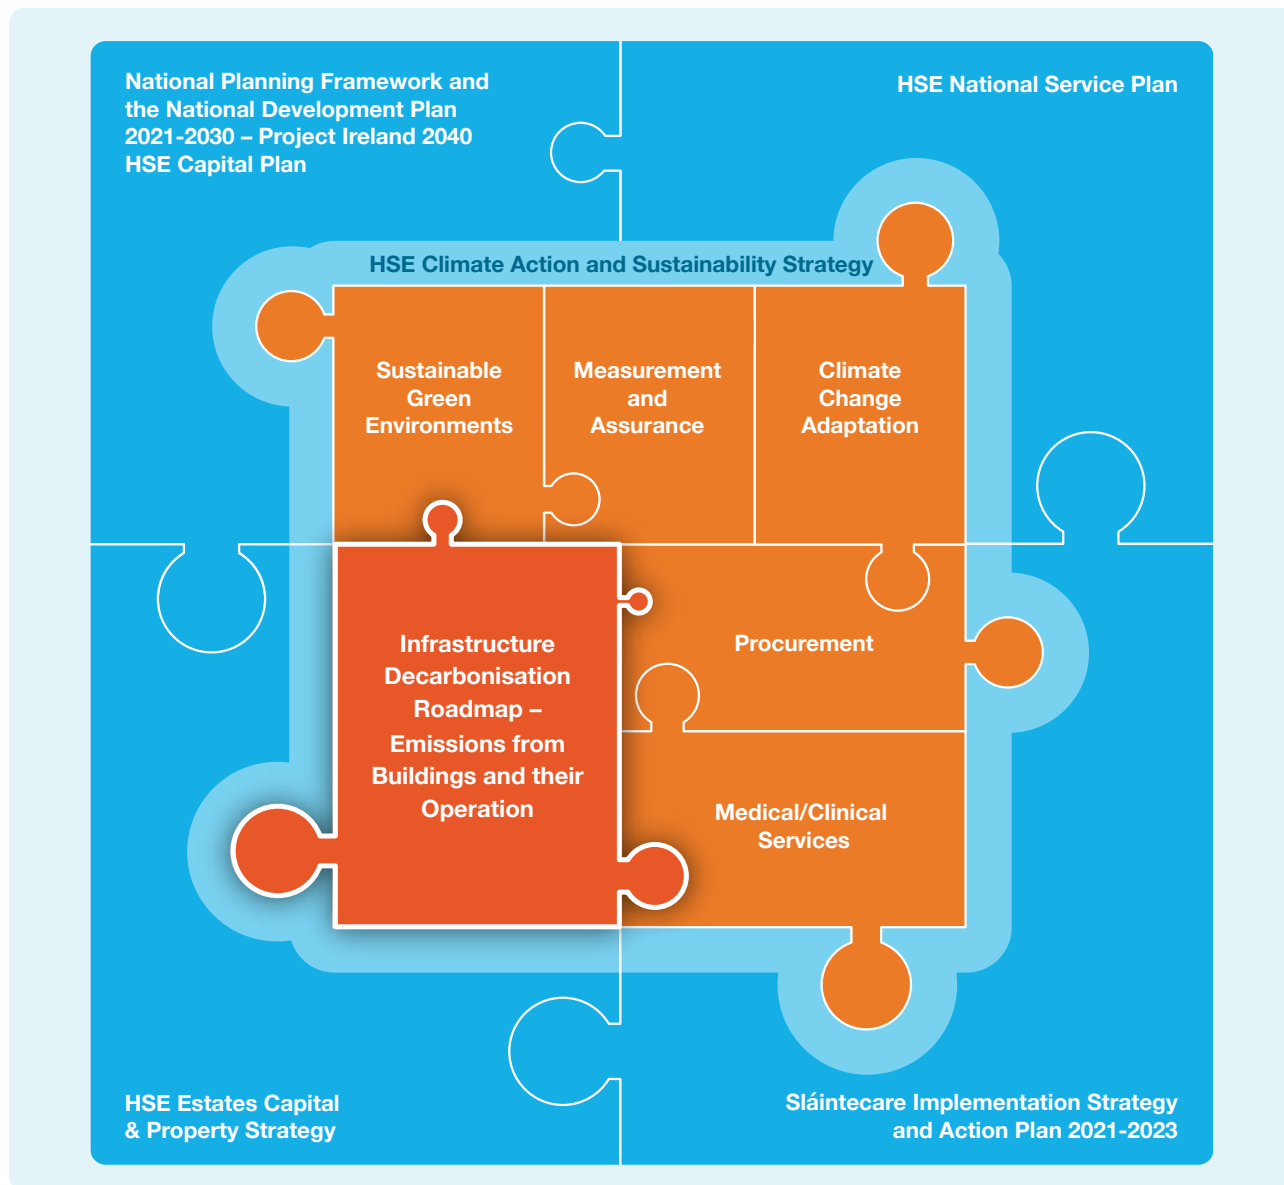 National Planning Framework and
the National Development Plan
2021-2030 – Project Ireland 2040
HSE Capital Plan
HSE National Service Plan
HSE Climate Action and Sustainability Strategy
Sustainable
Green
Environments
Measurement
and
Assurance
Climate
Change
Adaptation
Infrastructure
Decarbonisation
Roadmap –
Emissions from
Buildings and their
Operation
Procurement
Medical/Clinical
Services
HSE Estates Capital
& Property Strategy
Sláintecare Implementation Strategy
and Action Plan 2021-2023